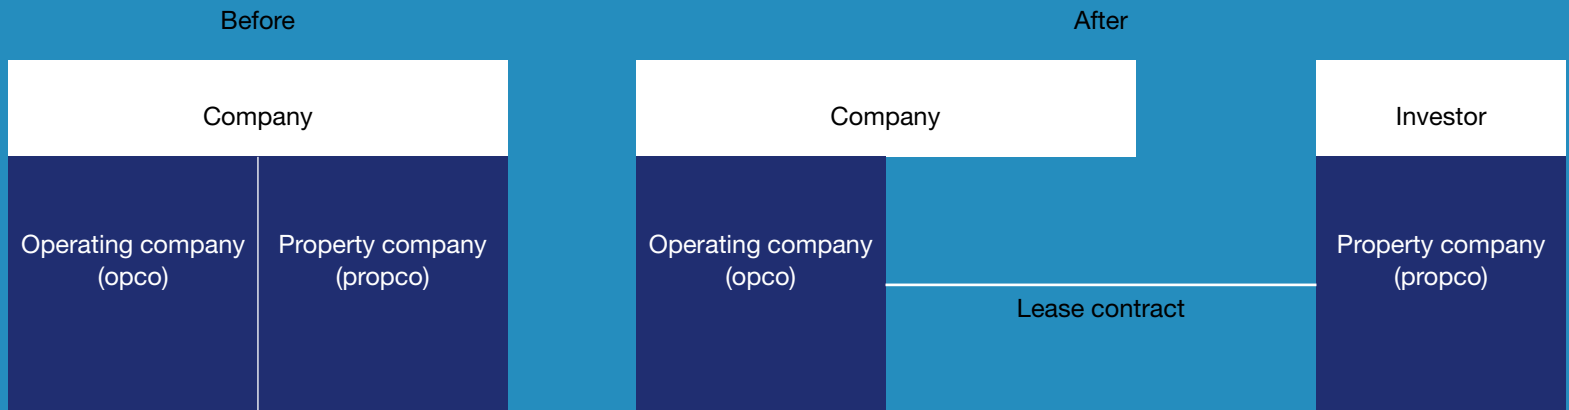 Before
Company
Operating company
(opco)
Property company
(propco)
After
Company
Investor
Operating company
(opco)
Lease contract
Property company
(propco)